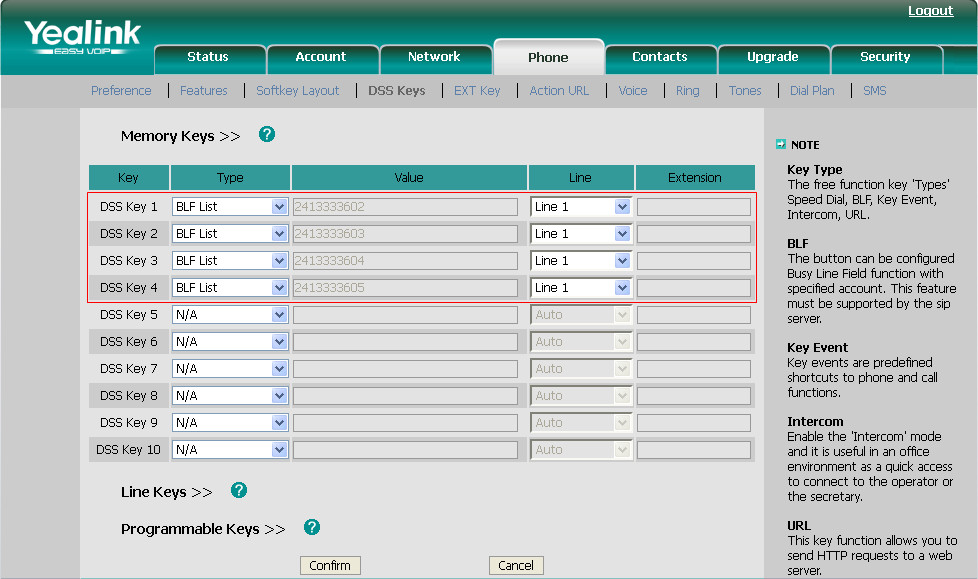 Logout
Yealink
EASY VOIP
Status Account Network Phone Contacts Upgrade Security
Preference Features Softkey Layout DSS Keys EXT Key Action URL Voice Ring Tones Dial Plan SMS
Memory Keys >> ?
Key Type Value Line Extension
DSS Key 1 BLF List 2413333602 Line 1
DSS Key 2 BLF List 2413333603 Line 1
DSS Key 3 BLF List 2413333604 Line 1
DSS Key 4 BLF List 2413333605 Line 1
DSS Key 5 N/A Auto
DSS Key 6 N/A Auto
DSS Key 7 N/A Auto
DSS Key 8 N/A Auto
DSS Key 9 N/A Auto
DSS Key 10 N/A Auto
Line Keys >> ?
Programmable Keys >> ?
Confirm Cancel
NOTE
Key Type
The free function key 'Types'
Speed Dial, BLF, Key Event,
Intercom, URL.
BLF
The button can be configured
Busy Line Field function with
specified account. This feature
must be supported by the sip
server.
Key Event
Key events are predefined
shortcuts to phone and call
functions.
Intercom
Enable the 'Intercom' mode
and it is useful in an office
environment as a quick access
to connect to the operator or
the secretary.
URL
This key function allows you to
send HTTP requests to a web
server.